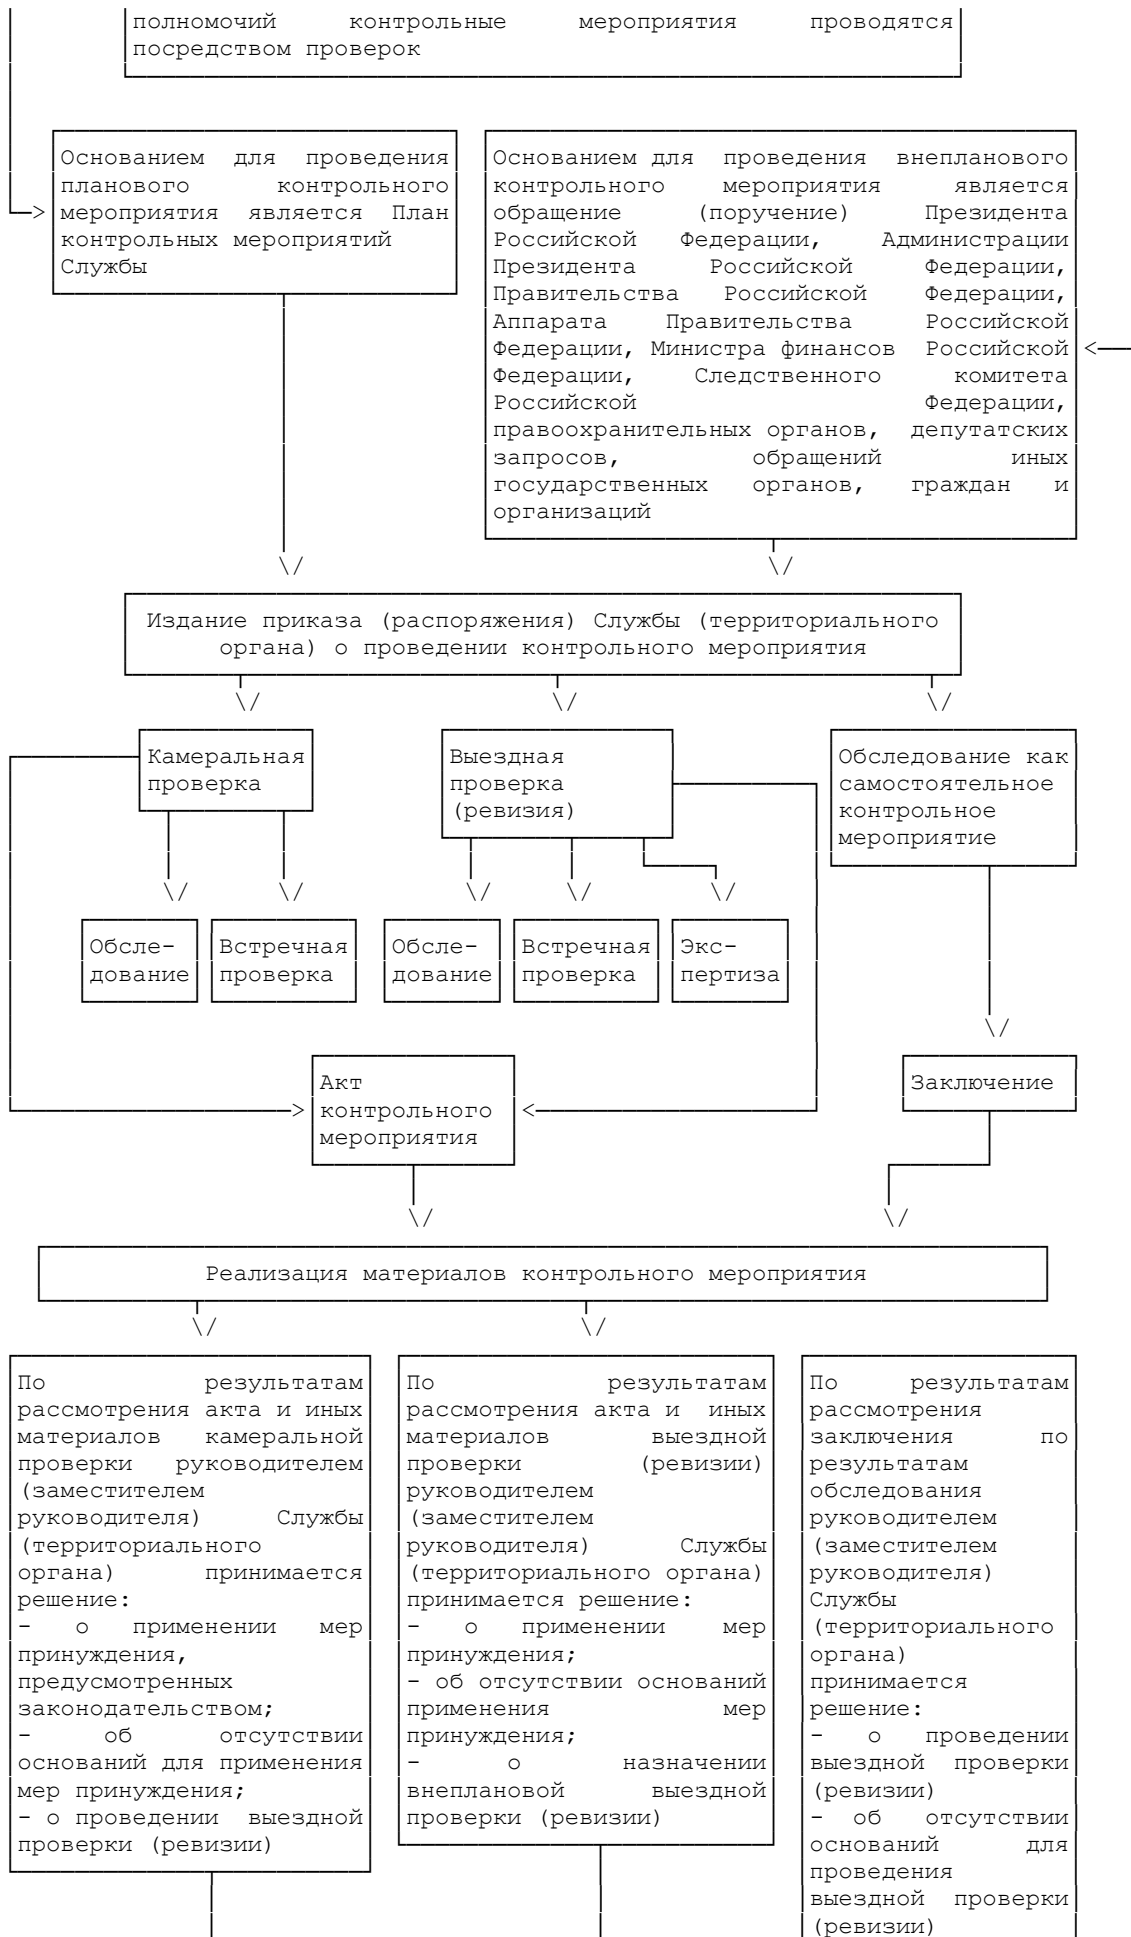 полномочий контрольные мероприятия проводятся
посредством проверок
Основанием для проведения
планового контрольного
мероприятия является План
контрольных мероприятий
Службы
Основанием для проведения внепланового
контрольного мероприятия является
обращение (поручение) Президента
Российской Федерации, Администрации
Президента Российской Федерации,
Правительства Российской Федерации,
Аппарата Правительства Российской
Федерации, Министра финансов Российской
Федерации, Следственного комитета
Российской Федерации,
правоохранительных органов, депутатских
запросов, обращений иных
государственных органов, граждан и
организаций
Издание приказа (распоряжения) Службы (территориального
органа) о проведении контрольного мероприятия
Камеральная
проверка
Выездная
проверка
(ревизия)
Обследование как
самостоятельное
контрольное
мероприятие
Обсле-
дование
Встречная
проверка
Обсле-
дование
Встречная
проверка
Экс-
пертиза
Акт
контрольного
мероприятия
Заключение
Реализация материалов контрольного мероприятия
По результатам
рассмотрения акта и иных
материалов камеральной
проверки руководителем
(заместителем
руководителя) Службы
(территориального
органа) принимается
решение:
- о применении мер
принуждения,
предусмотренных
законодательством;
- об отсутствии
оснований для применения
мер принуждения;
- о проведении выездной
проверки (ревизии)
По результатам
рассмотрения акта и иных
материалов выездной
проверки (ревизии)
руководителем
(заместителем
руководителя) Службы
(территориального органа)
принимается решение:
- о применении мер
принуждения;
- об отсутствии оснований
применения мер
принуждения;
- о назначении
внеплановой выездной
проверки (ревизии)
По результатам
рассмотрения
заключения по
результатам
обследования
руководителем
(заместителем
руководителя)
Службы
(территориального
органа)
принимается
решение:
- о проведении
выездной проверки
(ревизии)
- об отсутствии
оснований для
проведения
выездной проверки
(ревизии)